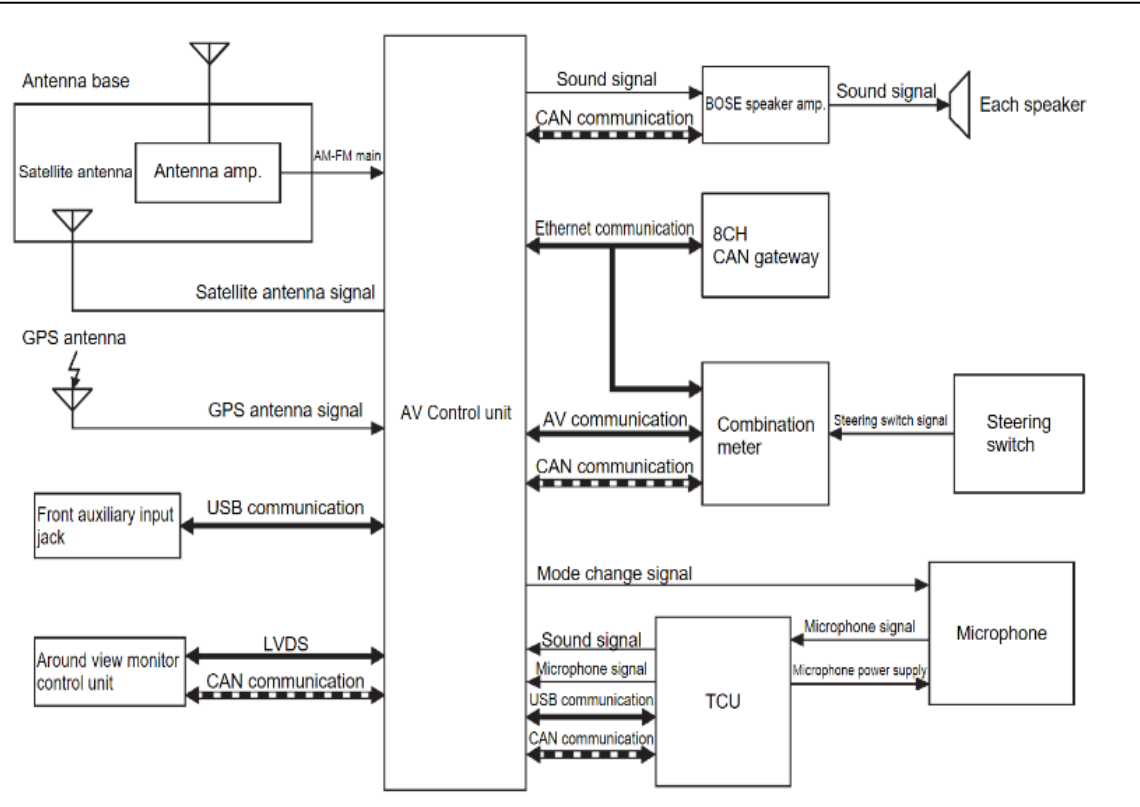 Antenna base
Satellite antenna
Antenna amp.
AM-FM main
Satellite antenna signal
GPS antenna
GPS antenna signal
Front auxiliary input
jack
USB communication
Around view monitor
control unit
LVDS
CAN communication
AV Control unit
Sound signal
CAN communication
BOSE speaker amp.
Sound signal
Each speaker
Ethernet communication
8CH
CAN gateway
AV communication
CAN communication
Combination
meter
Steering switch signal
Steering
switch
Mode change signal
Sound signal
Microphone signal
USB communication
CAN communication
TCU
Microphone signal
Microphone power supply
Microphone